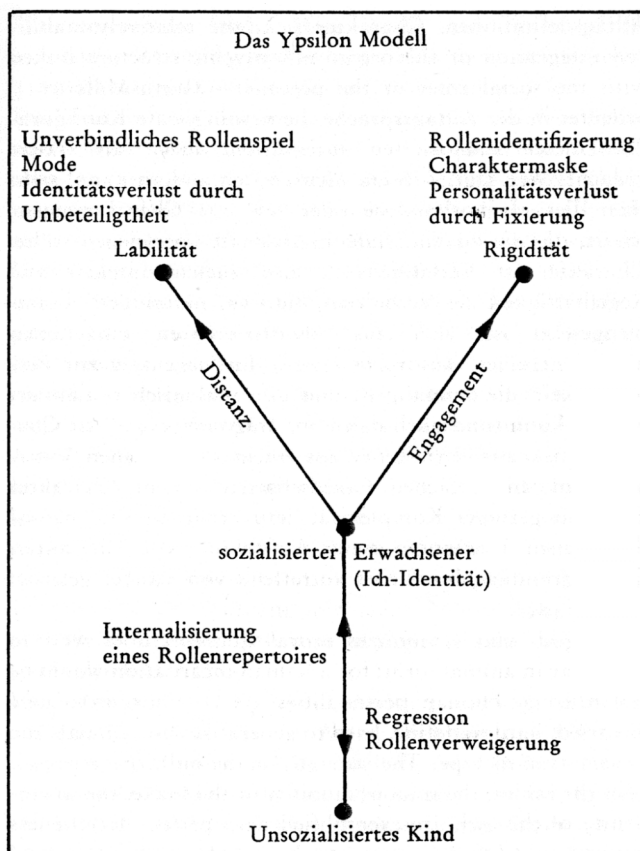 Das Ypsilon Modell
Unverbindliches Rollenspiel
Mode
Identitätsverlust durch
Unbeteiligtheit
Labilität
Rollenidentifizierung
Charaktermaske
Personalitätverlust
durch Fixierung
Rigidität
Distanz
Engagement
sozialisierter Erwachsener
(Ich-Identität)
Internalisierung
eines Rollenrepertoires
Regression
Rollenverweigerung
Unsozialisiertes Kind